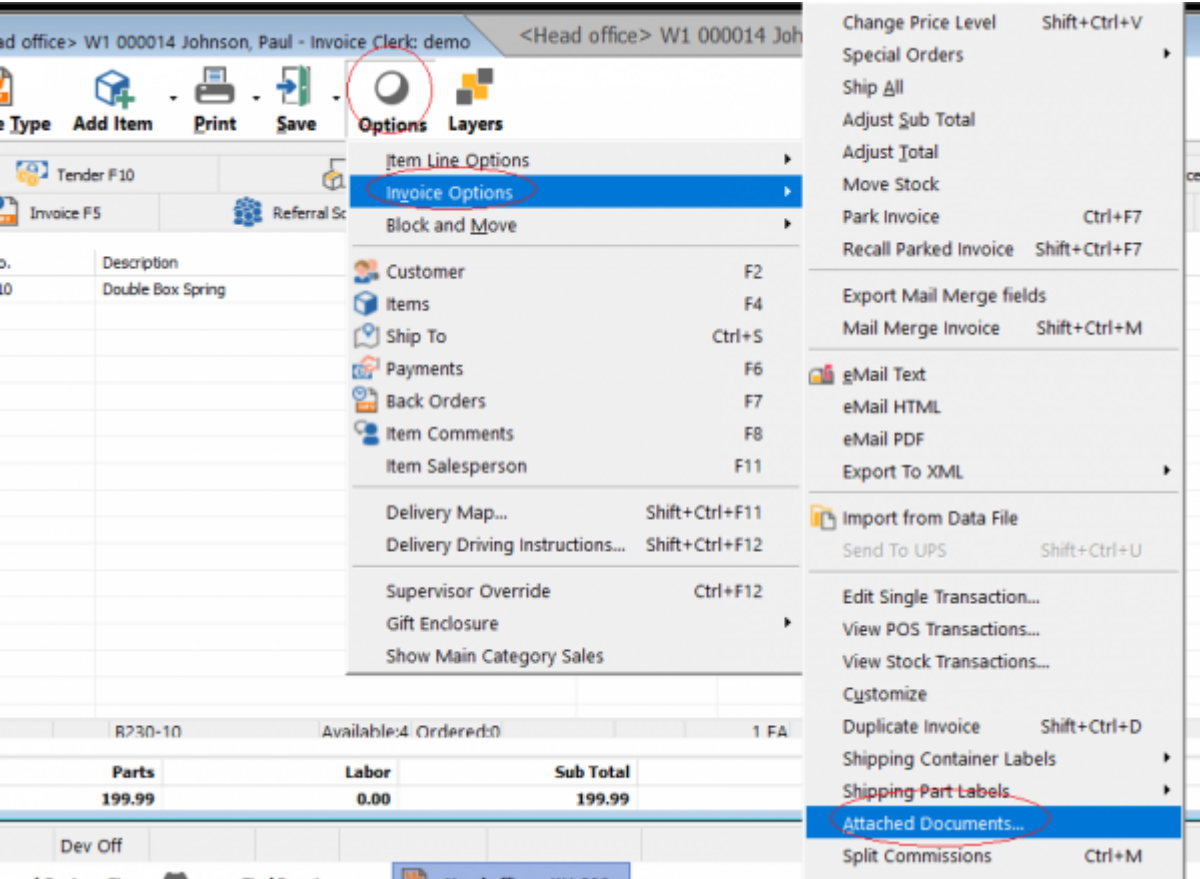 ad office> W1 000014 Johnson, Paul - Invoice Clerk: demo
<Head office> W1 000014 Joh
e Type
Add Item
Print
Save
Options
Layers
Tender F10
Invoice F5
Referral Sc
o.
Description
10
Double Box Spring
Item Line Options
Invoice Options
Block and Move
Customer F2
Items F4
Ship To Ctrl+S
Payments F6
Back Orders F7
Item Comments F8
Item Salesperson F11
Delivery Map... Shift+Ctrl+F11
Delivery Driving Instructions... Shift+Ctrl+F12
Supervisor Override Ctrl+F12
Gift Enclosure
Show Main Category Sales
Change Price Level Shift+Ctrl+V
Special Orders
Ship All
Adjust Sub Total
Adjust Total
Move Stock
Park Invoice Ctrl+F7
Recall Parked Invoice Shift+Ctrl+F7
Export Mail Merge fields
Mail Merge Invoice Shift+Ctrl+M
eMail Text
eMail HTML
eMail PDF
Export To XML
Import from Data File
Send To UPS Shift+Ctrl+U
Edit Single Transaction...
View POS Transactions...
View Stock Transactions...
Customize
Duplicate Invoice Shift+Ctrl+D
Shipping Container Labels
Shipping Part Labels
Attached Documents...
Split Commissions Ctrl+M
ce
B230-10 Available:4 Ordered:0 1 EA
Parts Labor Sub Total
199.99 0.00 199.99
Dev Off